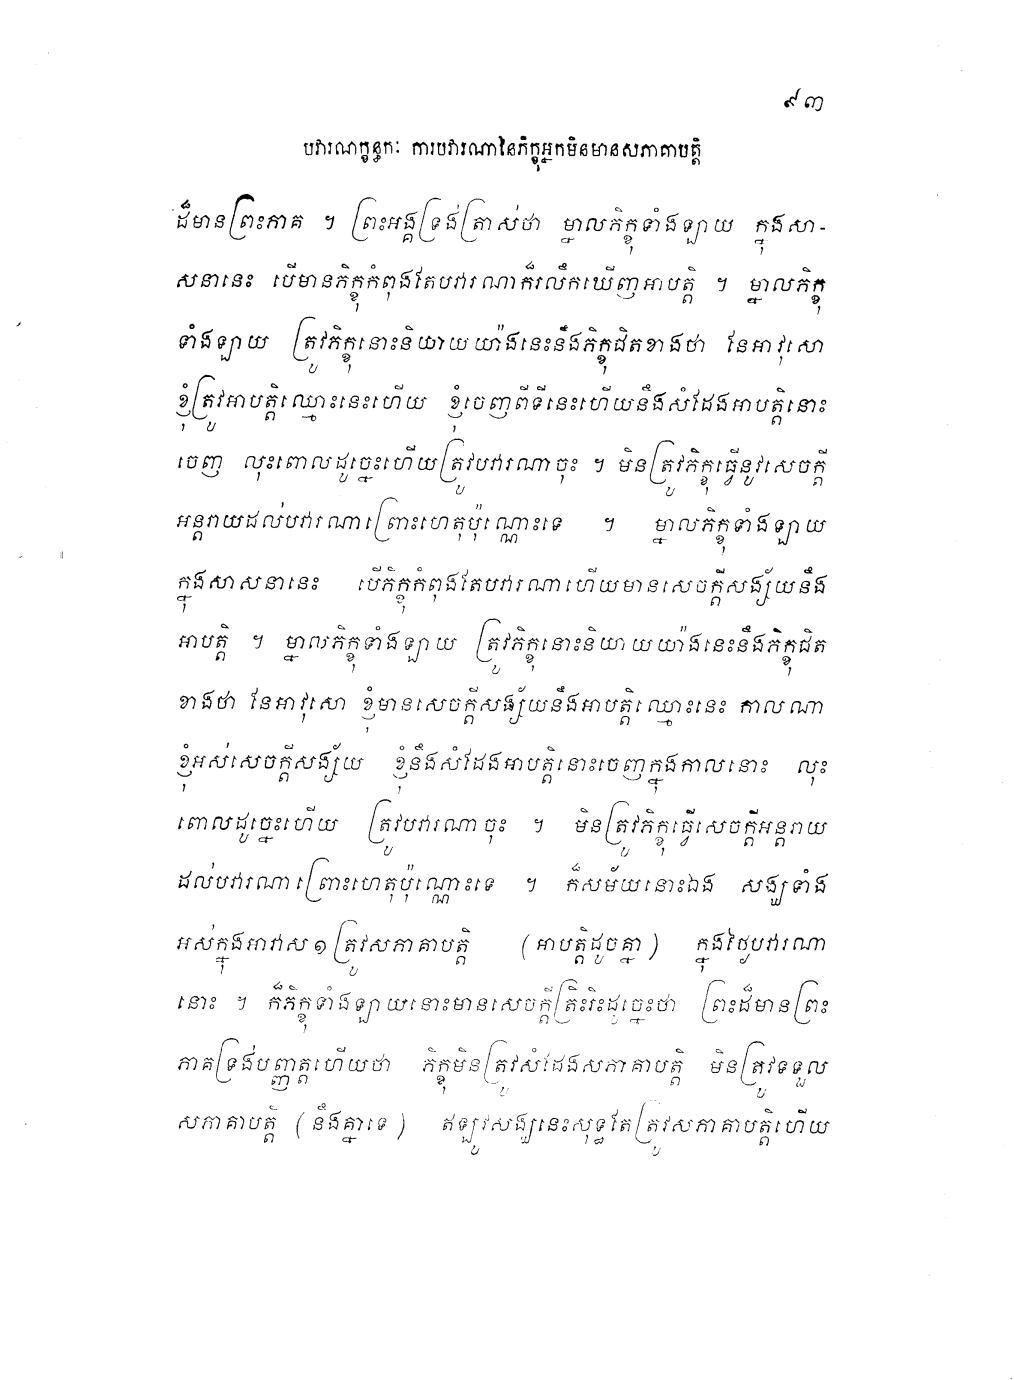 ៩៣
បវារណក្ខន្ធកៈ ការបវារណានៃភិក្ខុអ្នកមិនមានសភាគាបត្តិ
ដ៏មានព្រះភាគ ។ ព្រះអង្គទ្រង់ត្រាស់ថា ម្នាលភិក្ខុទាំងឡាយ ក្នុងសា-
សនានេះ បើមានភិក្ខុកំពុងតែបវារណាក៏រលឹកឃើញអាបត្តិ ។ ម្នាលភិក្ខុ
ទាំងឡាយ ត្រូវភិក្ខុនោះនិយាយយ៉ាងនេះនឹងភិក្ខុជិតខាងថា នែអាវុសោ
ខ្ញុំត្រូវអាបត្តិឈ្មោះនេះហើយ ខ្ញុំចេញពីទីនេះហើយនឹងសំដែងអាបត្តិនោះ
ចេញ លុះពោលដូច្នេះហើយត្រូវបវារណាចុះ ។ មិនត្រូវភិក្ខុធ្វើនូវសេចក្តី
អន្តរាយដល់បវារណាព្រោះហេតុប៉ុណ្ណោះទេ ។ ម្នាលភិក្ខុទាំងឡាយ
ក្នុងសាសនានេះ បើភិក្ខុកំពុងតែបវារណាហើយមានសេចក្តីសង្ស័យនឹង
អាបត្តិ ។ ម្នាលភិក្ខុទាំងឡាយ ត្រូវភិក្ខុនោះនិយាយយ៉ាងនេះនឹងភិក្ខុជិត
ខាងថា នែអាវុសោ ខ្ញុំមានសេចក្តីសង្ស័យនឹងអាបត្តិឈ្មោះនេះ កាលណា
ខ្ញុំអស់សេចក្តីសង្ស័យ ខ្ញុំនឹងសំដែងអាបត្តិនោះចេញក្នុងកាលនោះ លុះ
ពោលដូច្នេះហើយ ត្រូវបវារណាចុះ ។ មិនត្រូវភិក្ខុធ្វើសេចក្តីអន្តរាយ
ដល់បវារណាព្រោះហេតុប៉ុណ្ណោះទេ ។ ក៏សម័យនោះឯង សង្ឃទាំង
អស់ក្នុងអាវាស១ត្រូវសភាគាបត្តិ (អាបត្តិដូចគ្នា) ក្នុងថ្ងៃបវារណា
នោះ ។ ក៏ភិក្ខុទាំងឡាយនោះមានសេចក្តីត្រិះរិះដូច្នេះថា ព្រះដ៏មានព្រះ
ភាគទ្រង់បញ្ញាត្តហើយថា ភិក្ខុមិនត្រូវសំដែងសភាគាបត្តិ មិនត្រូវទទួល
សភាគាបត្តិ (នឹងគ្នាទេ) ឥឡូវសង្ឃនេះសុទ្ធតែត្រូវសភាគាបត្តិហើយ